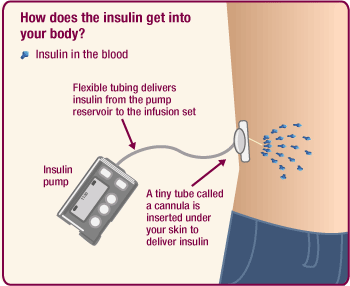 How does the insulin get into
your body?
Insulin in the blood
Flexible tubing delivers
insulin from the pump
reservoir to the infusion set
Insulin
pump
A tiny tube called
a cannula is
inserted under
your skin to
deliver insulin